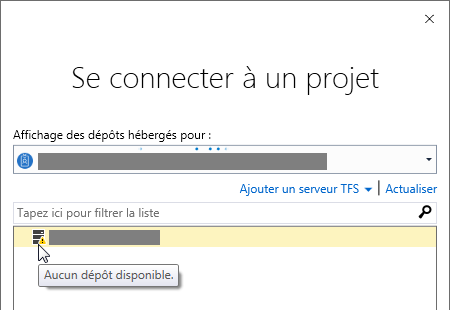 Se connecter à un projet
Affichage des dépôts hébergés pour :
Ajouter un serveur TFS | Actualiser
Tapez ici pour filtrer la liste
Aucun dépôt disponible.